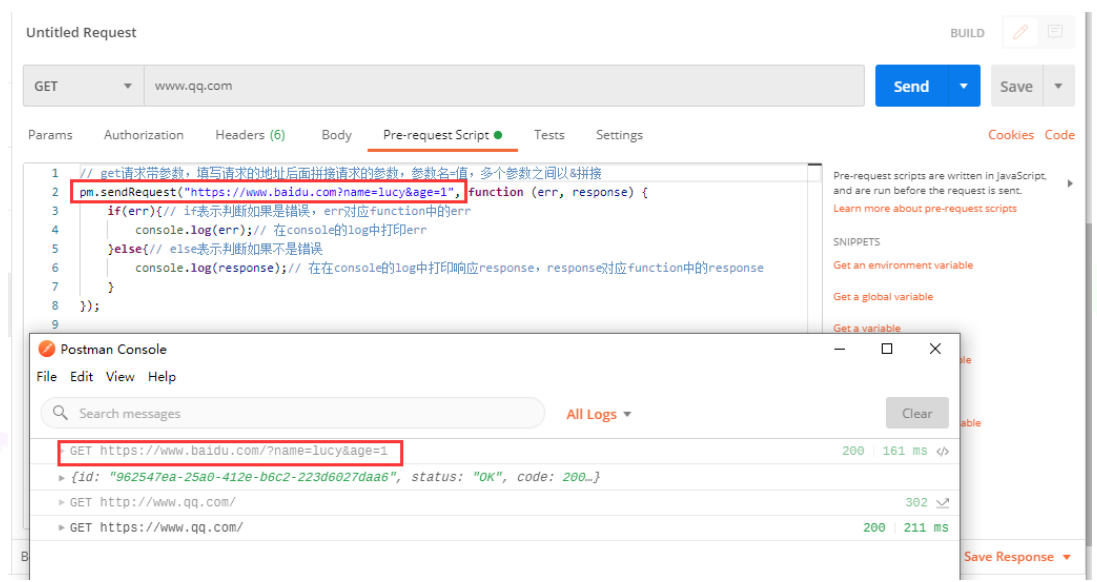 Untitled Request
BUILD
GET
www.qq.com
Send
Save
Params
Authorization
Headers (6)
Body
Pre-request Script
Tests
Settings
Cookies
Code
1 // get请求带参数，填写请求的地址后面拼接请求的参数，参数名=值，多个参数之间以&拼接
2 pm.sendRequest("https://www.baidu.com?name=lucy&age=1", function (err, response) {
3 if(err){// if表示判断如果是错误，err对应function中的err
4 console.log(err);// 在console的log中打印err
5 }else{// else表示判断如果不是错误
6 console.log(response);// 在在console的log中打印响应response，response对应function中的response
7 }
8 });
9
Pre-request scripts are written in JavaScript,
and are run before the request is sent.
Learn more about pre-request scripts
SNIPPETS
Get an environment variable
Get a global variable
Get a variable
Postman Console
File Edit View Help
Search messages
All Logs
Clear
GET https://www.baidu.com/?name=lucy&age=1
200 161 ms
{id: "962547ea-25a0-412e-b6c2-223d6027daa6", status: "OK", code: 200…}
GET http://www.qq.com/
302
GET https://www.qq.com/
200 211 ms
Save Response